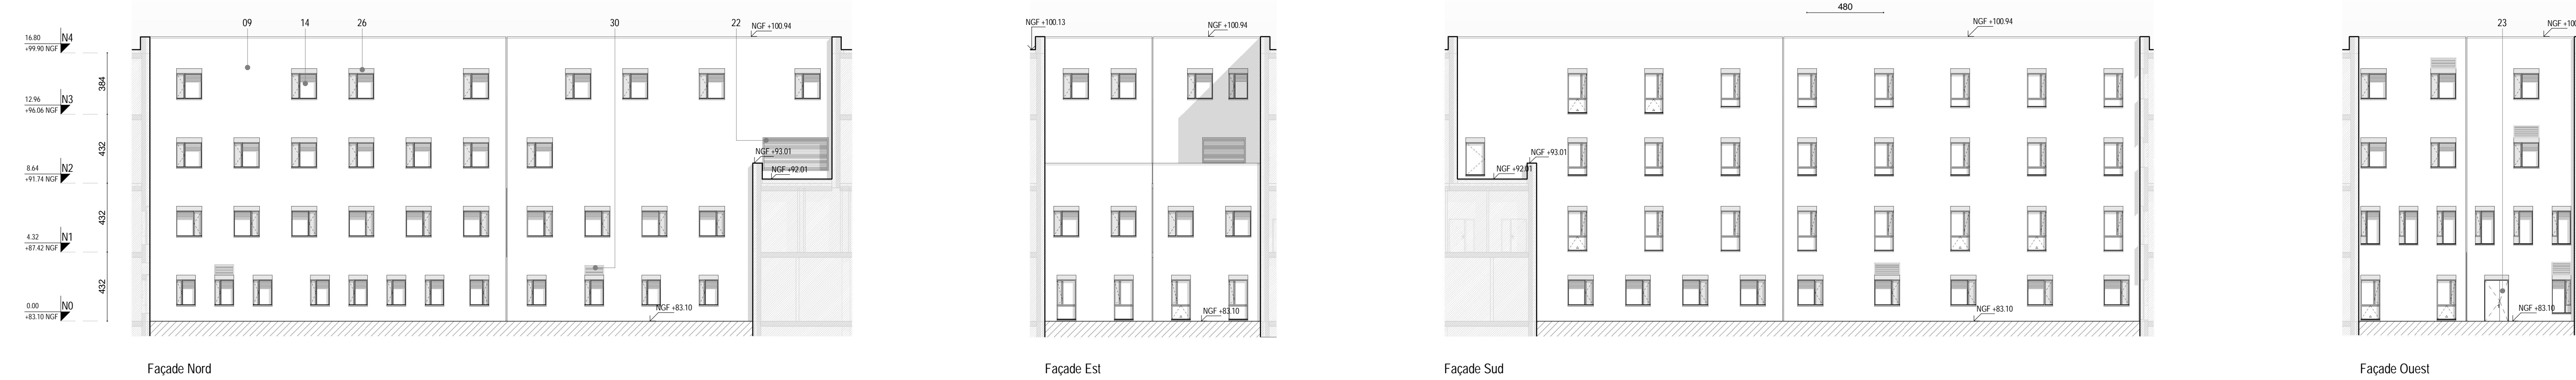 09 14 26 30 22
NGF +100.94
16.80 N4
+99.90 NGF
384
12.96 N3
+96.06 NGF
432
8.64 N2
+91.74 NGF
432
4.32 N1
+87.42 NGF
432
0.00 N0
+83.10 NGF
NGF +93.01
NGF +92.01
NGF +83.10
Façade Nord
NGF +100.13
NGF +100.94
NGF +83.10
Façade Est
480
NGF +100.94
NGF +93.01
NGF +92.01
NGF +83.10
Façade Sud
23
NGF +100
NGF +83.10
Façade Ouest